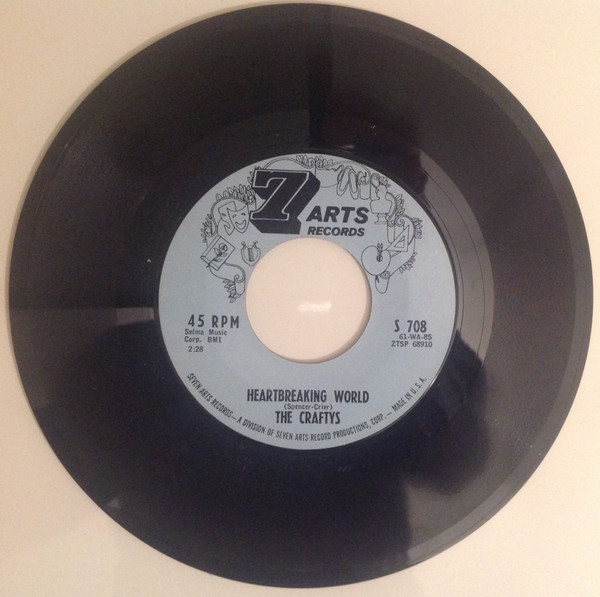 7 ARTS
RECORDS
45 RPM
Selma Music
Corp. BMI
2:28
S 708
61-WA-85
ZTSP 68910
HEARTBREAKING WORLD
(Spencer-Crier)
THE CRAFTYS
SEVEN ARTS RECORDS—A DIVISION OF SEVEN ARTS RECORD PRODUCTIONS, CORP.—MADE IN U.S.A.